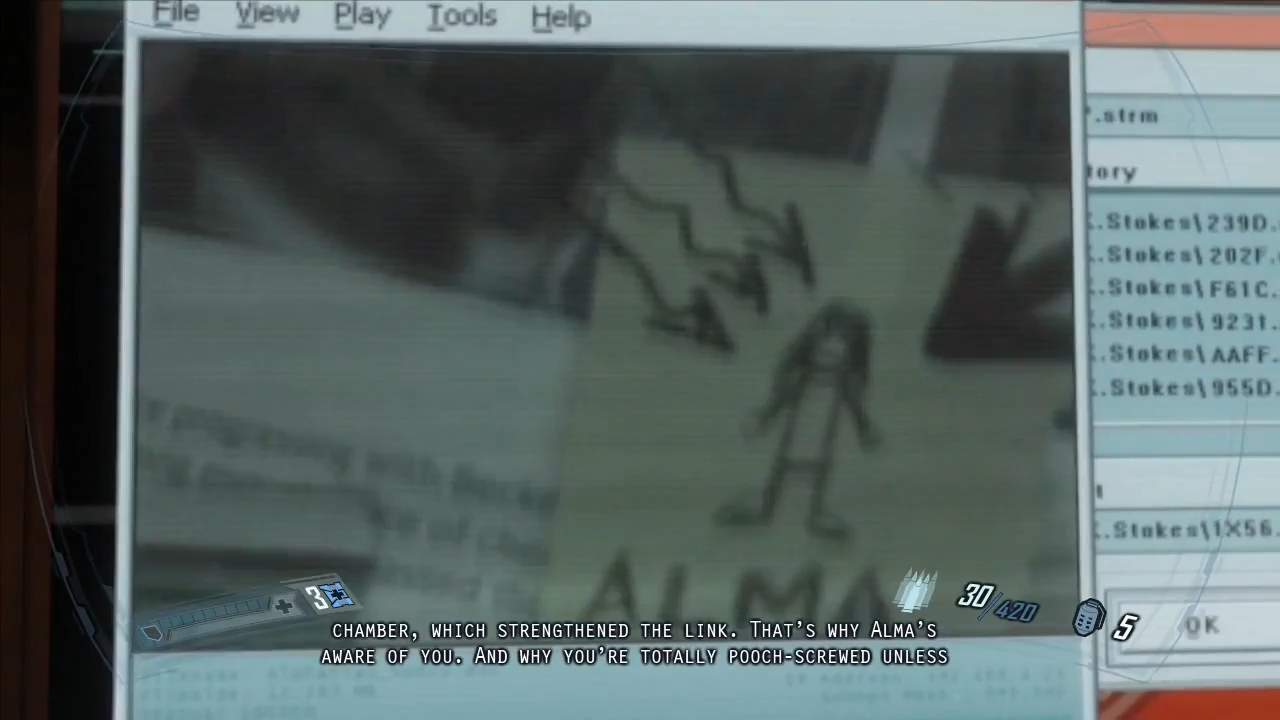 File View Play Tools Help
.strm
tory
.Stokes\239D.
.Stokes\202F.
.Stokes\F61C.
.Stokes\9231.
.Stokes\AAFF.
.Stokes\955D.
.Stokes\1X56.
OK
ALMA
3
30/420
5
CHAMBER, WHICH STRENGTHENED THE LINK. THAT'S WHY ALMA'S
AWARE OF YOU. AND WHY YOU'RE TOTALLY POOCH-SCREWED UNLESS